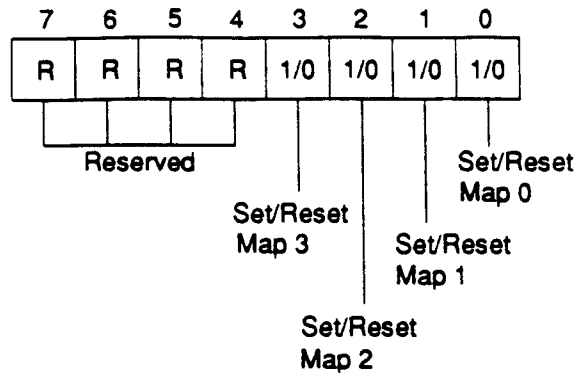 7 6 5 4 3 2 1 0
R R R R 1/0 1/0 1/0 1/0
Reserved
Set/Reset
Map 0
Set/Reset
Map 3
Set/Reset
Map 1
Set/Reset
Map 2